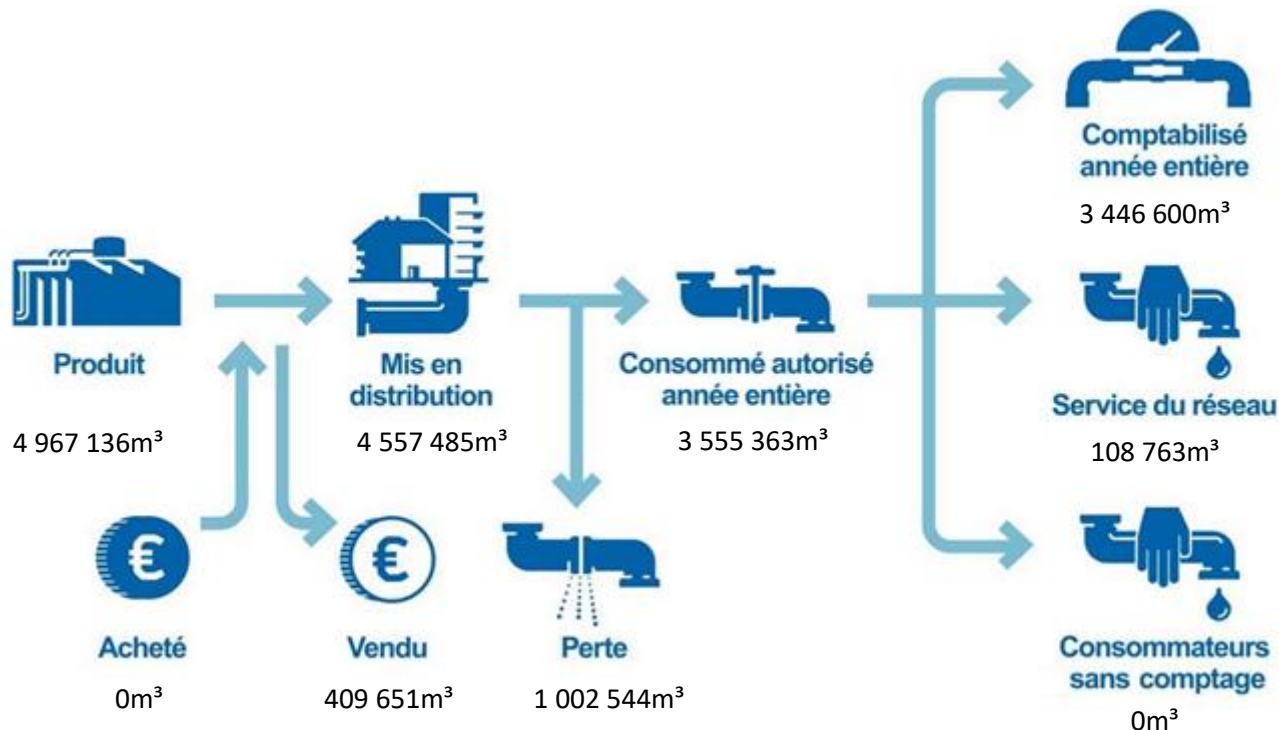 Comptabilisé
année entière
3 446 600m³
Produit
4 967 136m³
Mis en
distribution
4 557 485m³
Consommé autorisé
année entière
3 555 363m³
Service du réseau
108 763m³
€
Acheté
0m³
€
Vendu
409 651m³
Perte
1 002 544m³
Consommateurs
sans comptage
0m³